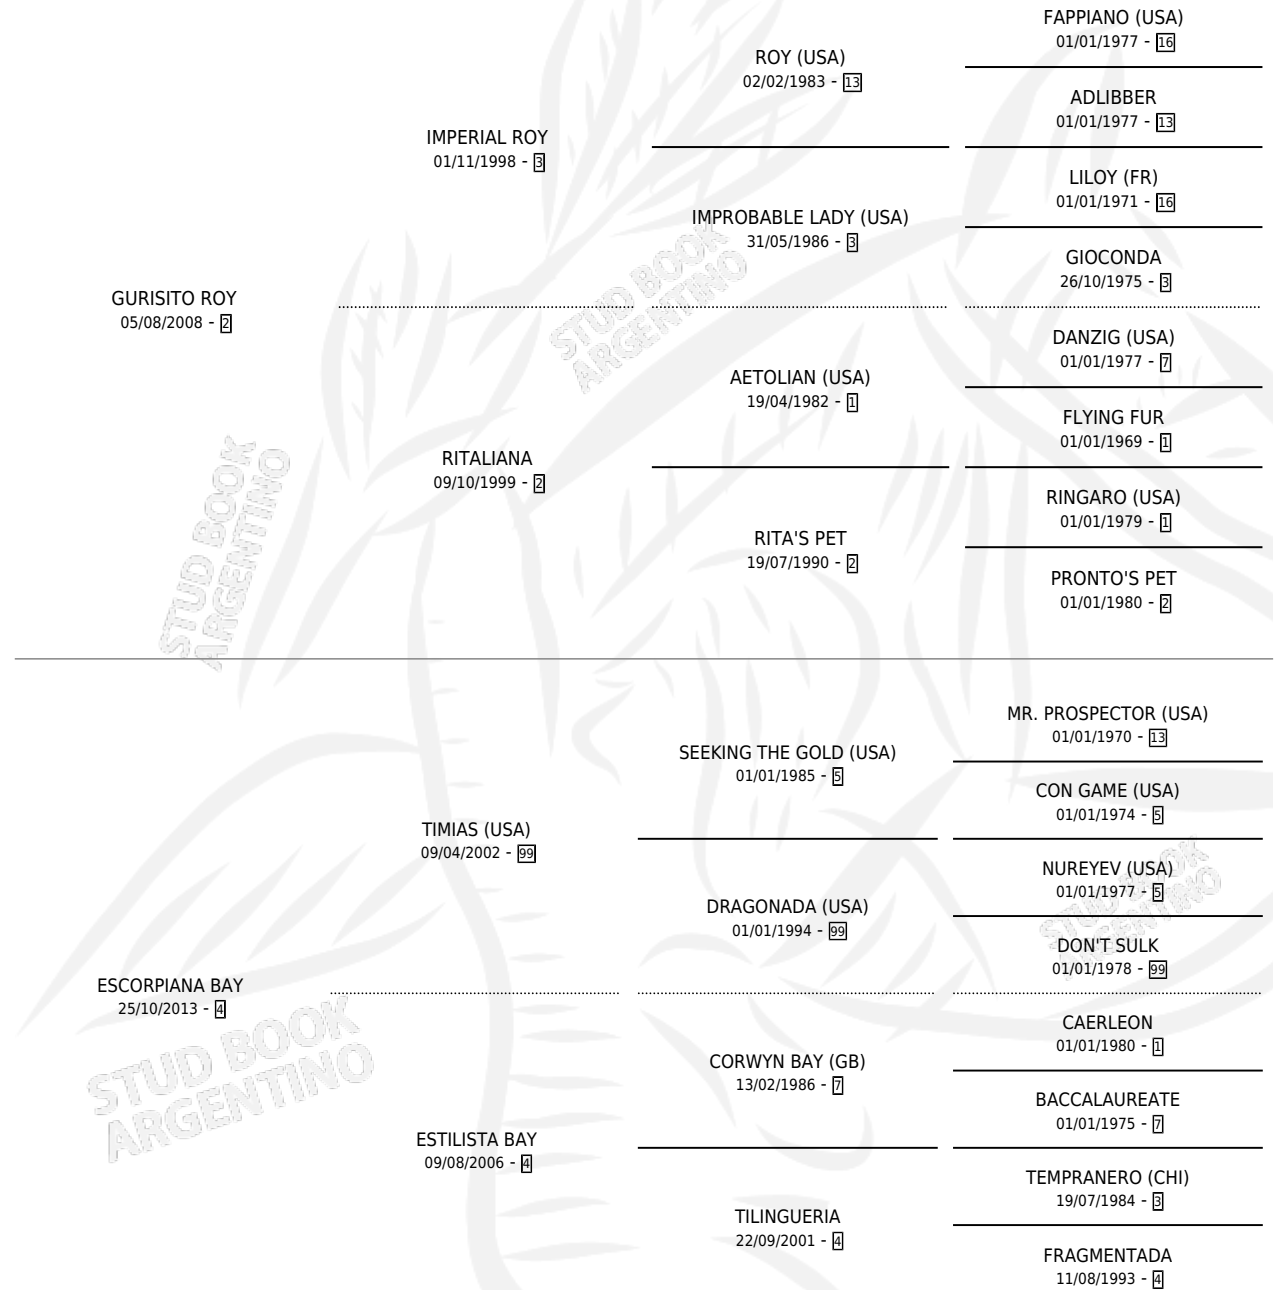 FAPPIANO (USA)
01/01/1977 - 16
ROY (USA)
02/02/1983 - 13
ADLIBBER
01/01/1977 - 13
IMPERIAL ROY
01/11/1998 - 3
LILOY (FR)
01/01/1971 - 16
IMPROBABLE LADY (USA)
31/05/1986 - 3
GIOCONDA
26/10/1975 - 3
GURISITO ROY
05/08/2008 - 2
DANZIG (USA)
01/01/1977 - 7
AETOLIAN (USA)
19/04/1982 - 1
FLYING FUR
01/01/1969 - 1
RITALIANA
09/10/1999 - 2
RINGARO (USA)
01/01/1979 - 1
RITA'S PET
19/07/1990 - 2
PRONTO'S PET
01/01/1980 - 2
MR. PROSPECTOR (USA)
01/01/1970 - 13
SEEKING THE GOLD (USA)
01/01/1985 - 5
CON GAME (USA)
01/01/1974 - 5
TIMIAS (USA)
09/04/2002 - 99
NUREYEV (USA)
01/01/1977 - 5
DRAGONADA (USA)
01/01/1994 - 99
DON'T SULK
01/01/1978 - 99
ESCORPIANA BAY
25/10/2013 - 4
CAERLEON
01/01/1980 - 1
CORWYN BAY (GB)
13/02/1986 - 7
BACCALAUREATE
01/01/1975 - 7
ESTILISTA BAY
09/08/2006 - 4
TEMPRANERO (CHI)
19/07/1984 - 3
TILINGUERIA
22/09/2001 - 4
FRAGMENTADA
11/08/1993 - 4
STUD BOOK
ARGENTINO
STUD BOOK
ARGENTINO
STUD BOOK
ARGENTINO
STUD BOOK
ARGENTINO